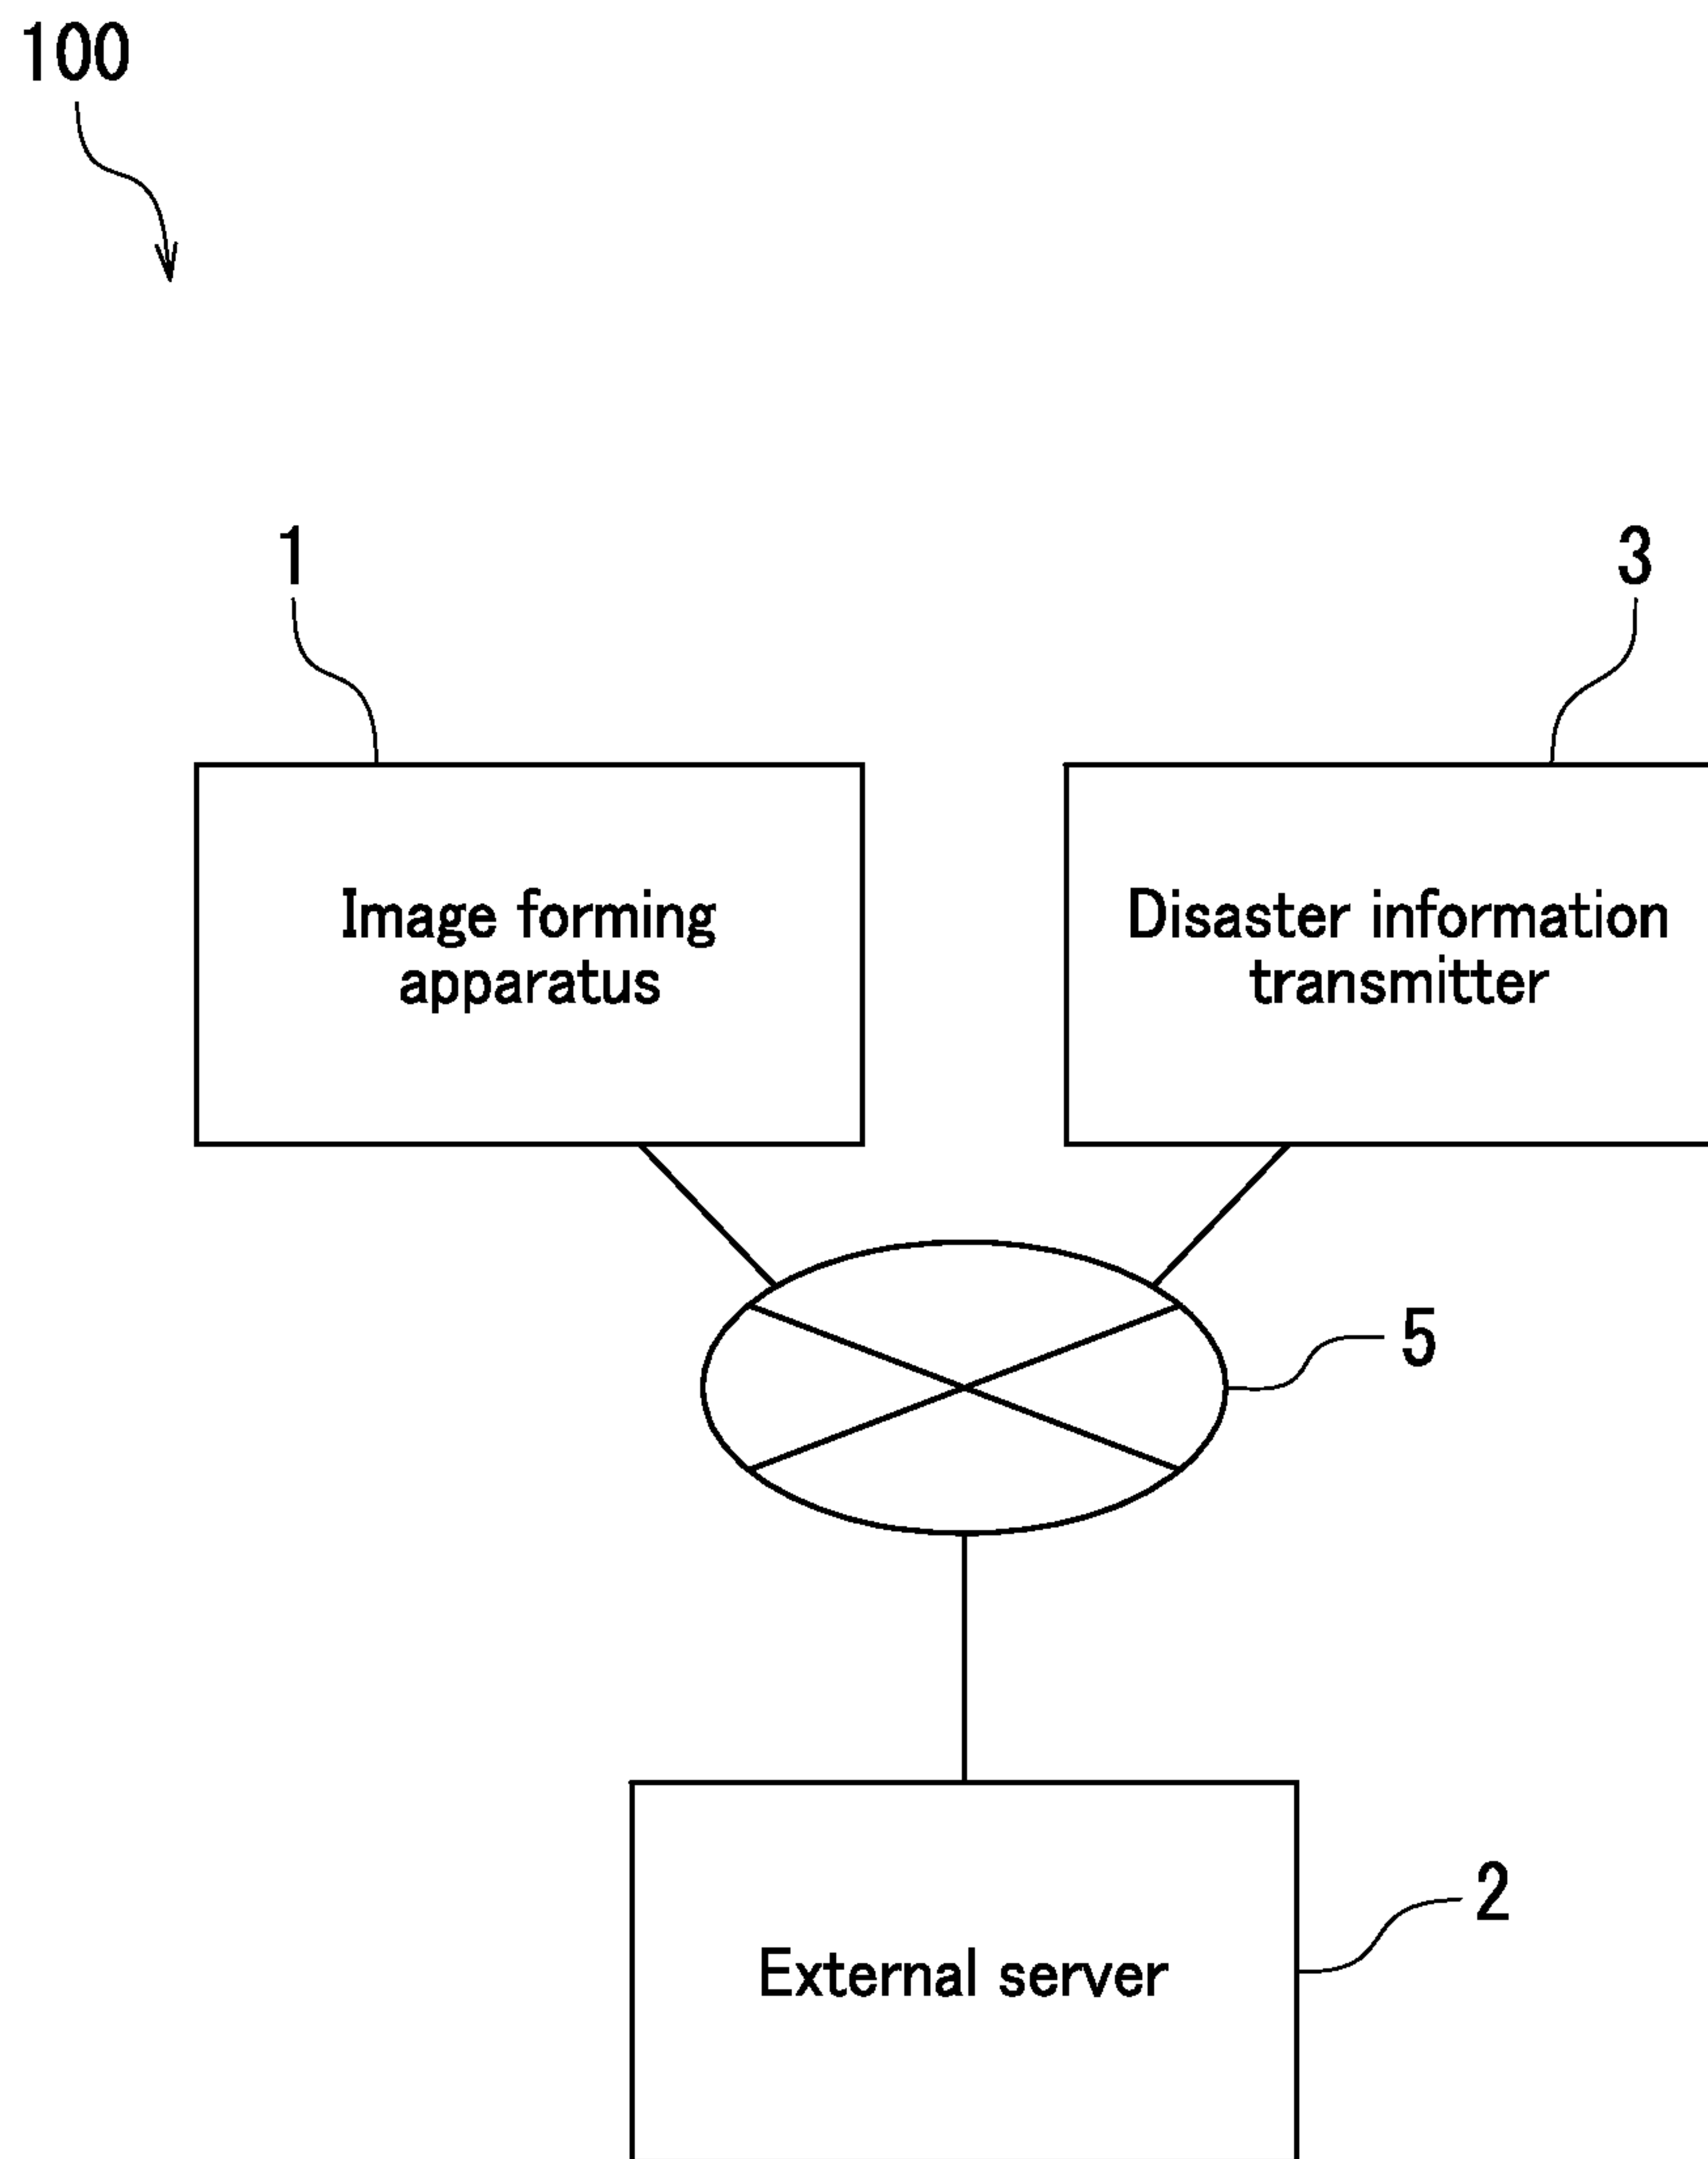 100
1
3
Image forming
apparatus
Disaster information
transmitter
5
2
External server